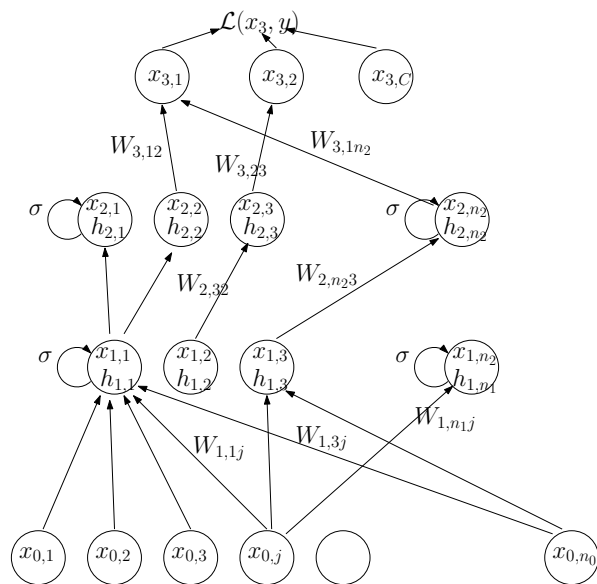 𝓛(x_3, y)
x_{3,1} x_{3,2} x_{3,C}
W_{3,12} W_{3,23} W_{3,1n_2}
σ x_{2,1} x_{2,2} x_{2,3} σ x_{2,n_2}
h_{2,1} h_{2,2} h_{2,3} h_{2,n_2}
W_{2,32} W_{2,n_23}
σ x_{1,1} x_{1,2} x_{1,3} σ x_{1,n_2}
h_{1,1} h_{1,2} h_{1,3} h_{1,n_1}
W_{1,1j} W_{1,3j} W_{1,n_1j}
x_{0,1} x_{0,2} x_{0,3} x_{0,j} x_{0,n_0}